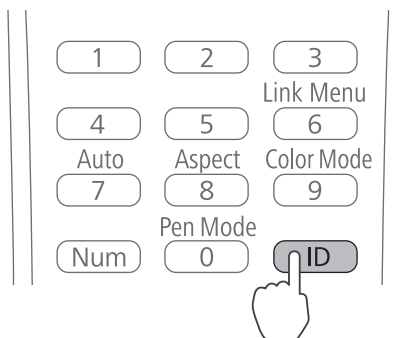 1 2 3
Link Menu
4 5 6
Auto Aspect Color Mode
7 8 9
Pen Mode
Num 0 ID